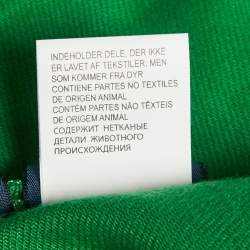 INDEHOLDER DELE, DER IKKE
ER LAVET AF TEKSTILER, MEN
SOM KOMMER FRA DYR
CONTIENE PARTES NO TEXTILES
DE ORIGEN ANIMAL
CONTÉM PARTES NÃO TÊXTEIS
DE ORIGEM ANIMAL
СОДЕРЖИТ НЕТКАНЫЕ
ДЕТАЛИ ЖИВОТНОГО
ПРОИСХОЖДЕНИЯ